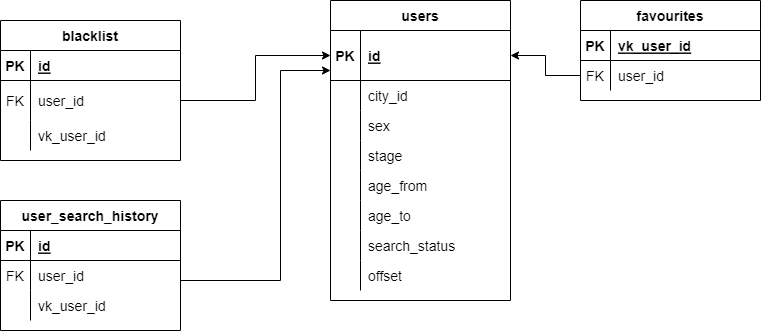 blacklist
PK id
FK user_id
vk_user_id
user_search_history
PK id
FK user_id
vk_user_id
users
PK id
city_id
sex
stage
age_from
age_to
search_status
offset
favourites
PK vk_user_id
FK user_id